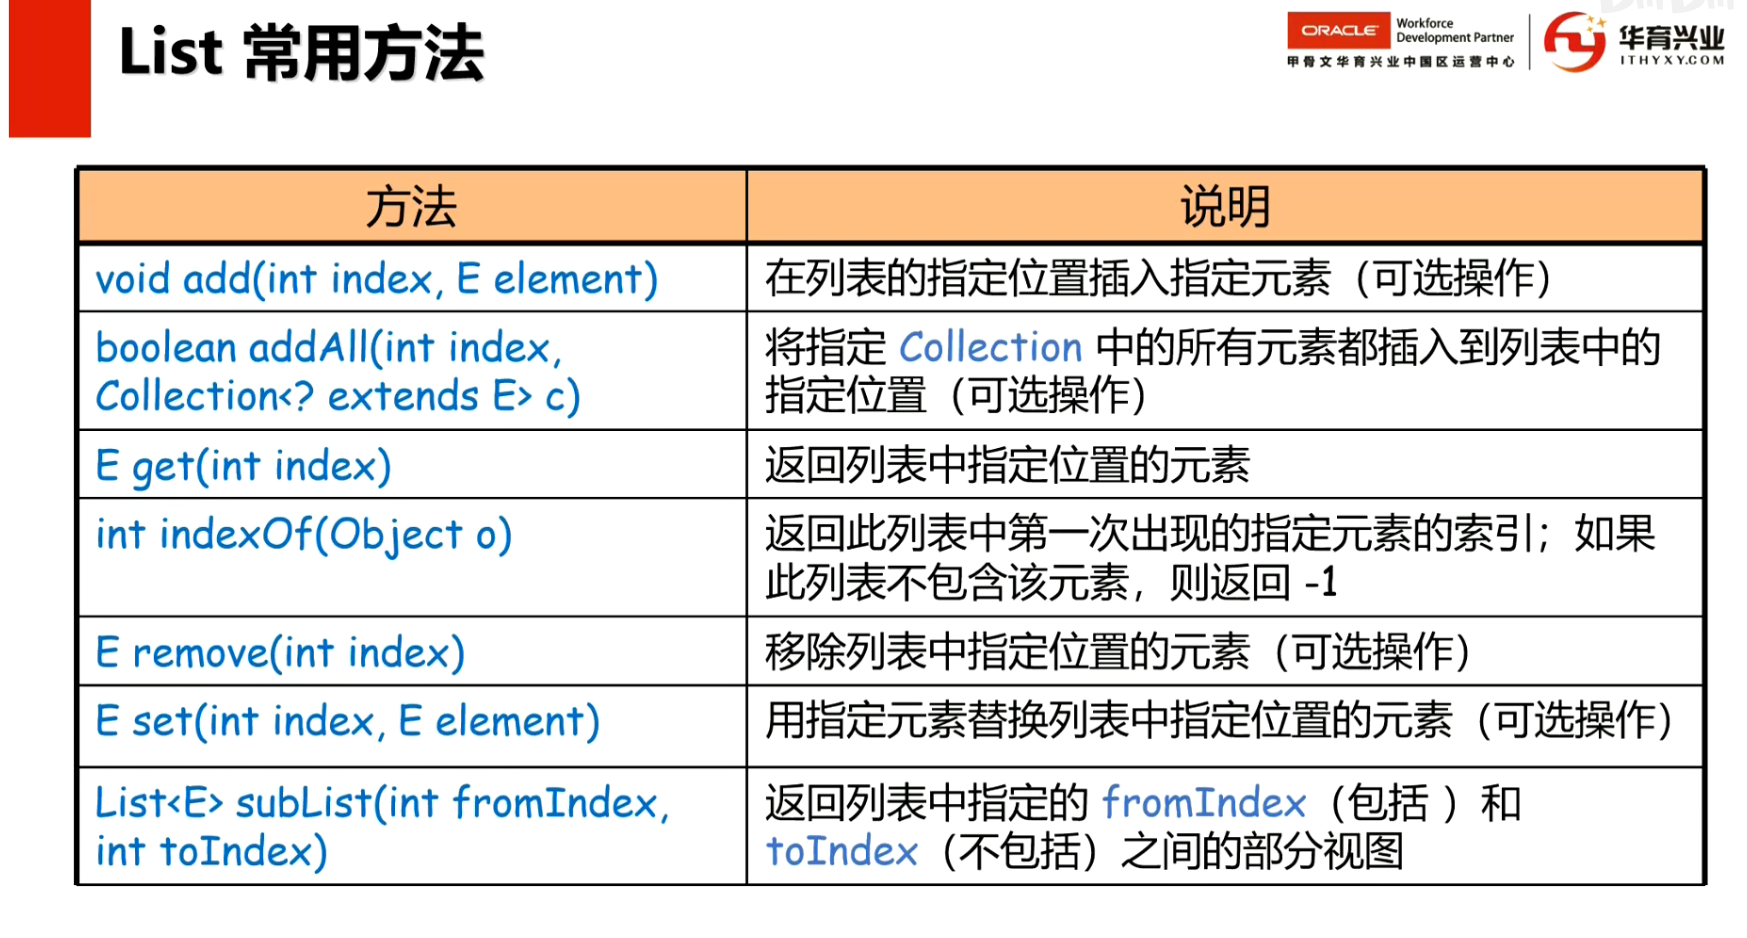 List 常用方法
ORACLE
Workforce
Development Partner
甲骨文华育兴业中国区运营中心
华育兴业
ITHYXY.COM
方法
说明
void add(int index, E element)
在列表的指定位置插入指定元素（可选操作）
boolean addAll(int index,
Collection<? extends E> c)
将指定 Collection 中的所有元素都插入到列表中的
指定位置（可选操作）
E get(int index)
返回列表中指定位置的元素
int indexOf(Object o)
返回此列表中第一次出现的指定元素的索引；如果
此列表不包含该元素，则返回 -1
E remove(int index)
移除列表中指定位置的元素（可选操作）
E set(int index, E element)
用指定元素替换列表中指定位置的元素（可选操作）
List<E> subList(int fromIndex,
int toIndex)
返回列表中指定的 fromIndex（包括 ）和
toIndex（不包括）之间的部分视图